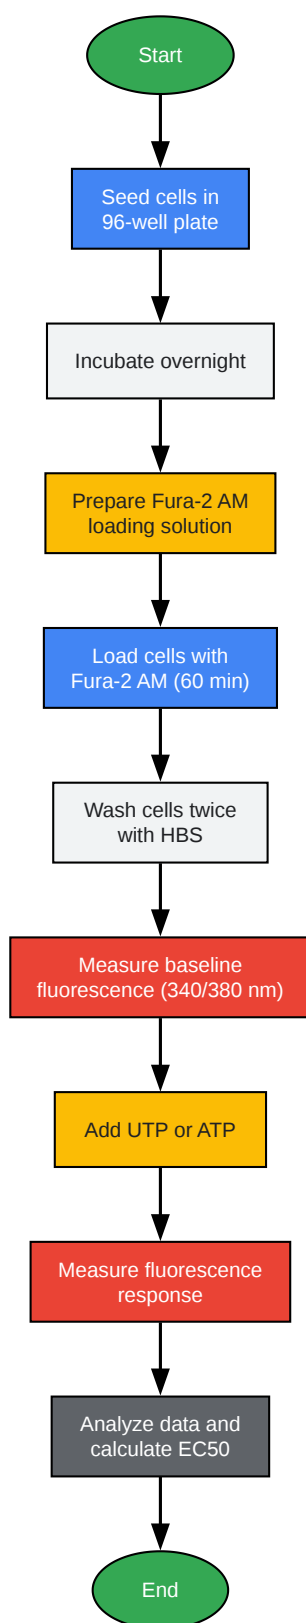 Start
Seed cells in
96-well plate
Incubate overnight
Prepare Fura-2 AM
loading solution
Load cells with
Fura-2 AM (60 min)
Wash cells twice
with HBS
Measure baseline
fluorescence (340/380 nm)
Add UTP or ATP
Measure fluorescence
response
Analyze data and
calculate EC50
End